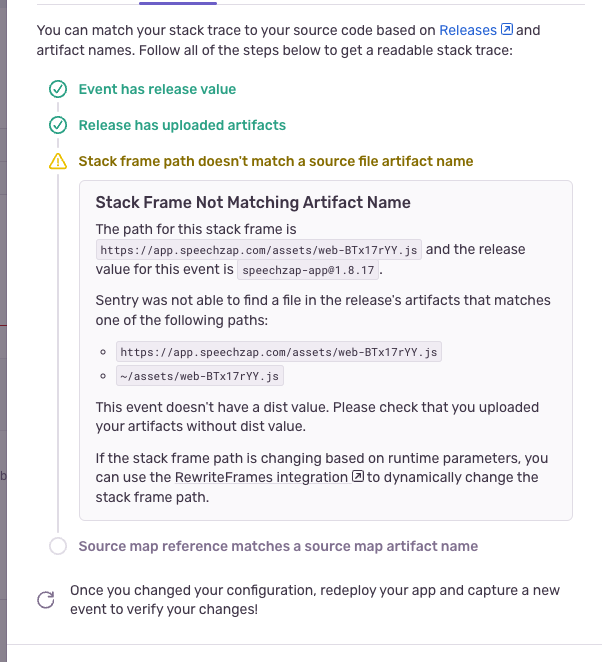 You can match your stack trace to your source code based on Releases and
artifact names. Follow all of the steps below to get a readable stack trace:
Event has release value
Release has uploaded artifacts
Stack frame path doesn't match a source file artifact name
Stack Frame Not Matching Artifact Name
The path for this stack frame is
https://app.speechzap.com/assets/web-BTx17rYY.js and the release
value for this event is speechzap-app@1.8.17.
Sentry was not able to find a file in the release's artifacts that matches
one of the following paths:
https://app.speechzap.com/assets/web-BTx17rYY.js
~/assets/web-BTx17rYY.js
This event doesn't have a dist value. Please check that you uploaded
your artifacts without dist value.
If the stack frame path is changing based on runtime parameters, you
can use the RewriteFrames integration to dynamically change the
stack frame path.
Source map reference matches a source map artifact name
Once you changed your configuration, redeploy your app and capture a new
event to verify your changes!